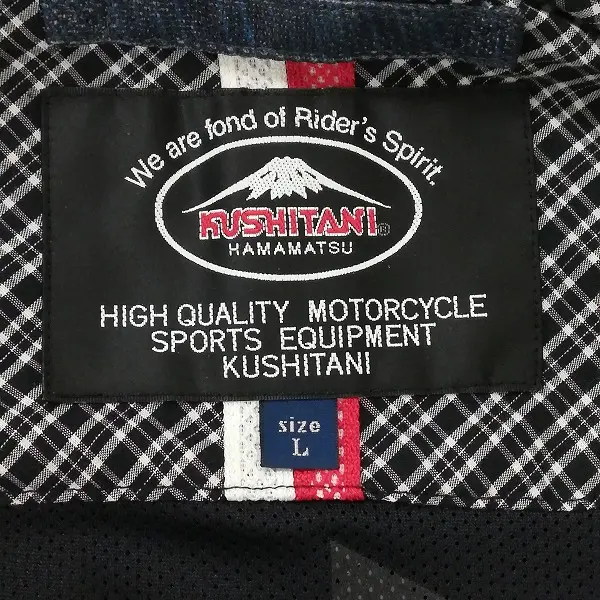 We are fond of Rider's Spirit.
KUSHITANI®
HAMAMATSU
HIGH QUALITY MOTORCYCLE
SPORTS EQUIPMENT
KUSHITANI
size
L